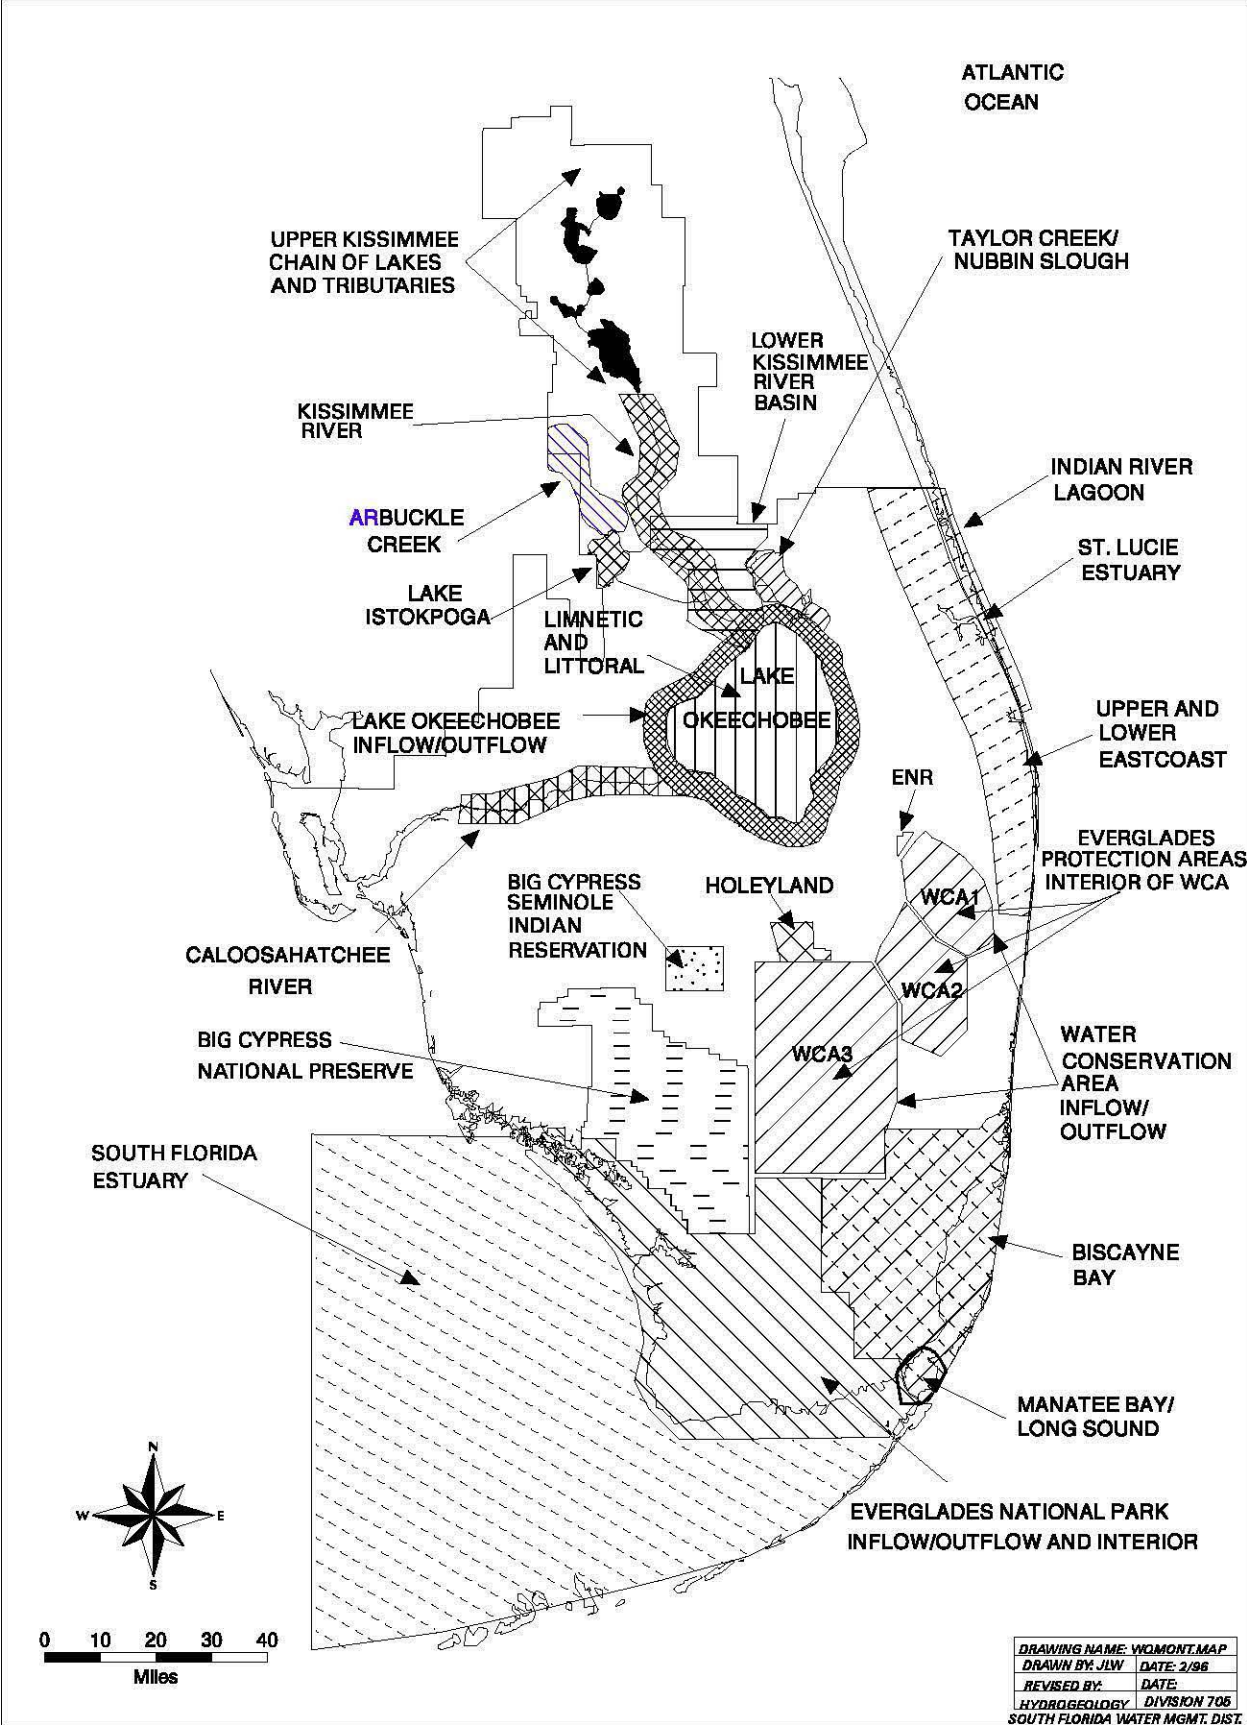 ATLANTIC
OCEAN
UPPER KISSIMMEE
CHAIN OF LAKES
AND TRIBUTARIES
TAYLOR CREEK/
NUBBIN SLOUGH
LOWER
KISSIMMEE
RIVER
BASIN
KISSIMMEE
RIVER
INDIAN RIVER
LAGOON
ARBUCKLE
CREEK
ST. LUCIE
ESTUARY
LAKE
ISTOKPOGA
LIMNETIC
AND
LITTORAL
LAKE
OKEECHOBEE
LAKE OKEECHOBEE
INFLOW/OUTFLOW
UPPER AND
LOWER
EASTCOAST
ENR
EVERGLADES
PROTECTION AREAS
INTERIOR OF WCA
BIG CYPRESS
SEMINOLE
INDIAN
RESERVATION
HOLEYLAND
WCA1
WCA2
WCA3
CALOOSAHATCHEE
RIVER
BIG CYPRESS
NATIONAL PRESERVE
WATER
CONSERVATION
AREA
INFLOW/
OUTFLOW
SOUTH FLORIDA
ESTUARY
BISCAYNE
BAY
MANATEE BAY/
LONG SOUND
EVERGLADES NATIONAL PARK
INFLOW/OUTFLOW AND INTERIOR
N
W E
S
0 10 20 30 40
Miles
DRAWING NAME: WQMONT.MAP
DRAWN BY: JLW DATE: 2/96
REVISED BY: DATE:
HYDROGEOLOGY DIVISION 705
SOUTH FLORIDA WATER MGMT. DIST.